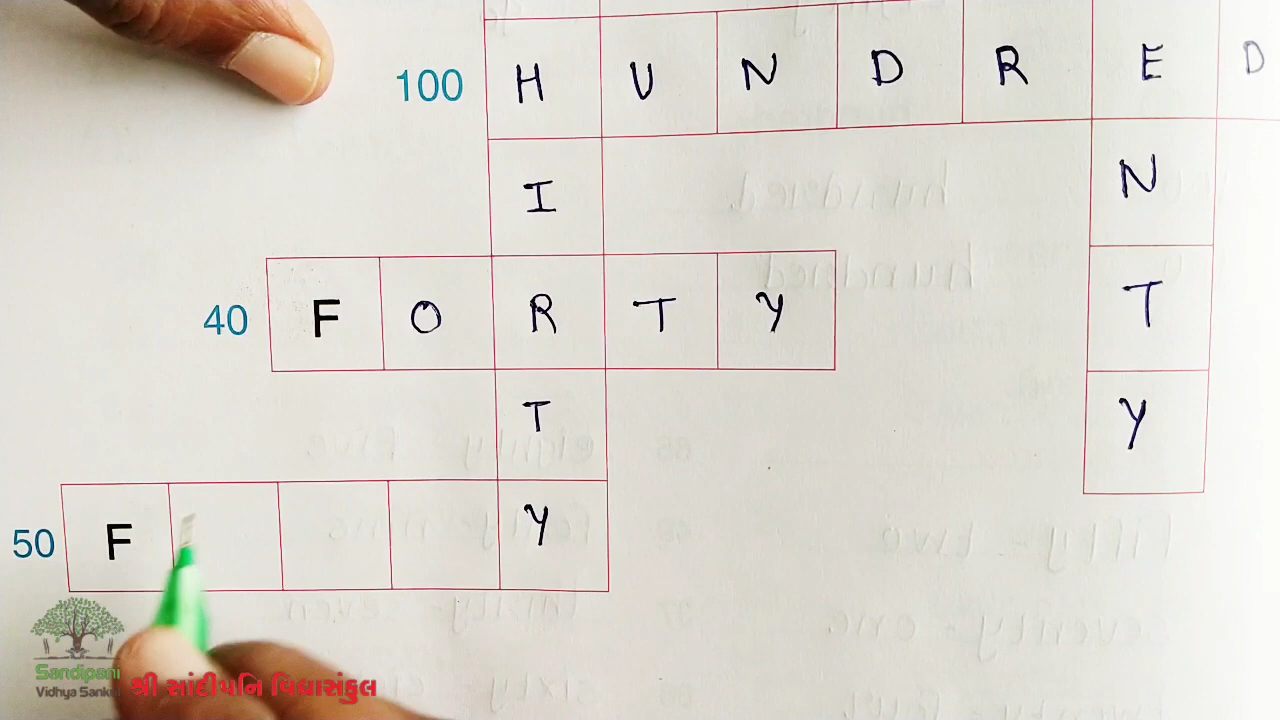 100 H U N D R E D
I N
40 F O R T Y T
T Y
50 F Y
Sandipani
Vidhya Sankul
શ્રી સાંદીપનિ વિદ્યાસંકુલ